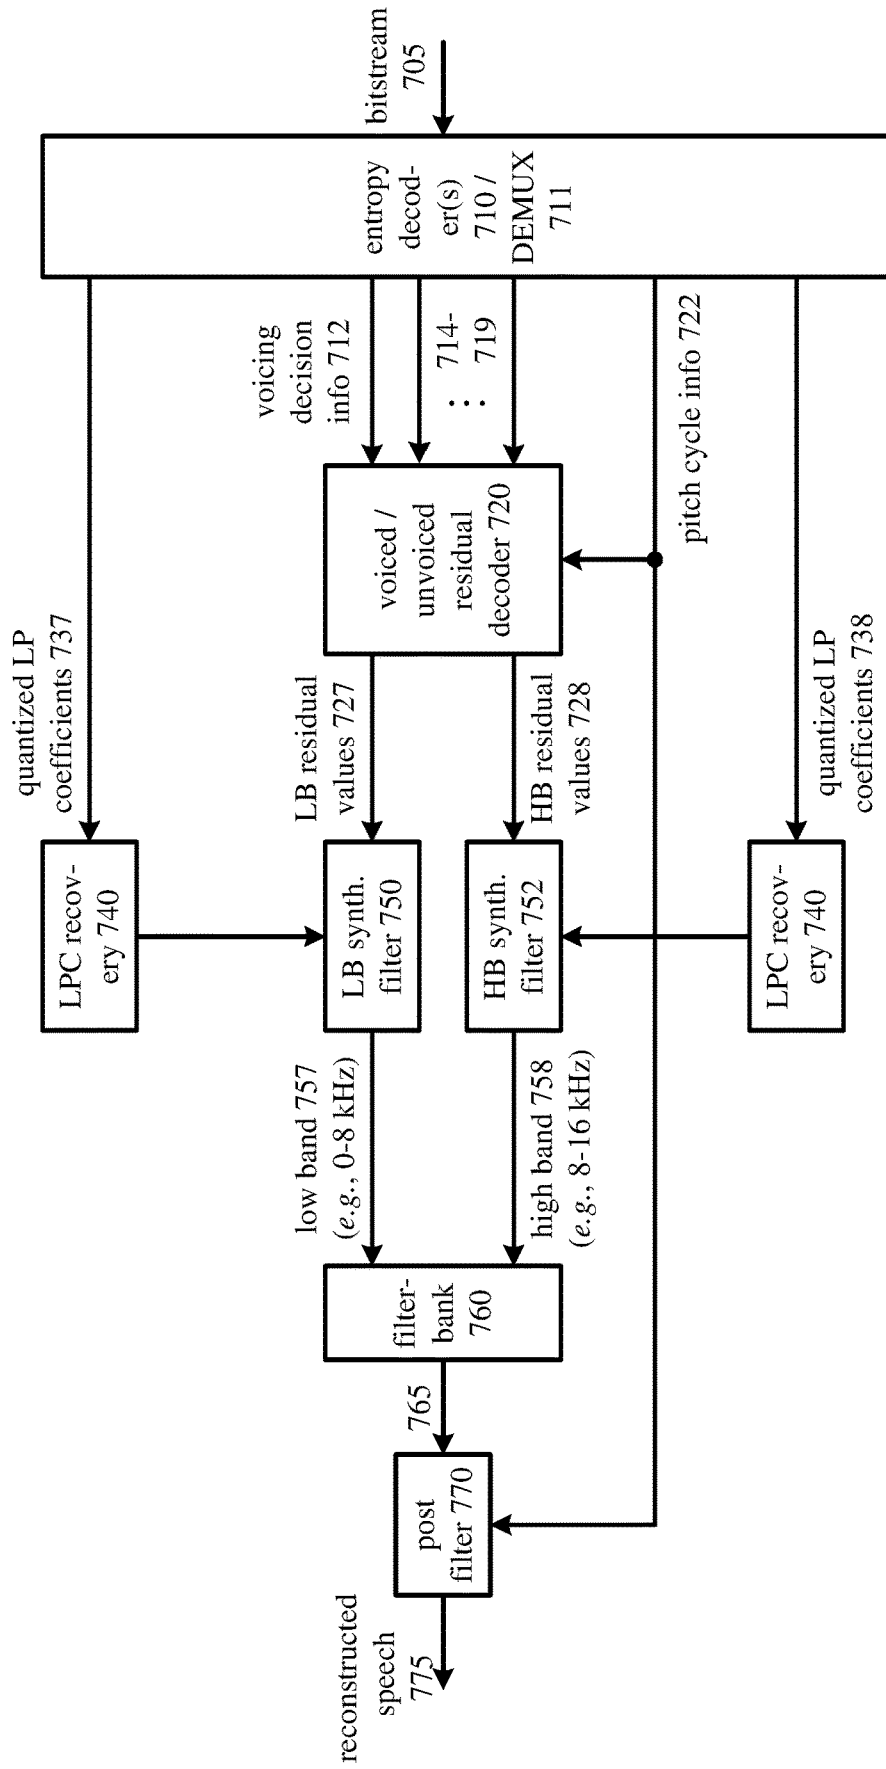 bitstream
705
entropy
decod-
er(s)
710 /
DEMUX
711
quantized LP
coefficients 737
voicing
decision
info 712
714-
719
⋮
pitch cycle info 722
quantized LP
coefficients 738
voiced /
unvoiced
residual
decoder 720
LB residual
values 727
HB residual
values 728
LPC recov-
ery 740
LB synth.
filter 750
HB synth.
filter 752
LPC recov-
ery 740
low band 757
(e.g., 0-8 kHz)
high band 758
(e.g., 8-16 kHz)
filter-
bank
760
765
post
filter 770
reconstructed
speech
775